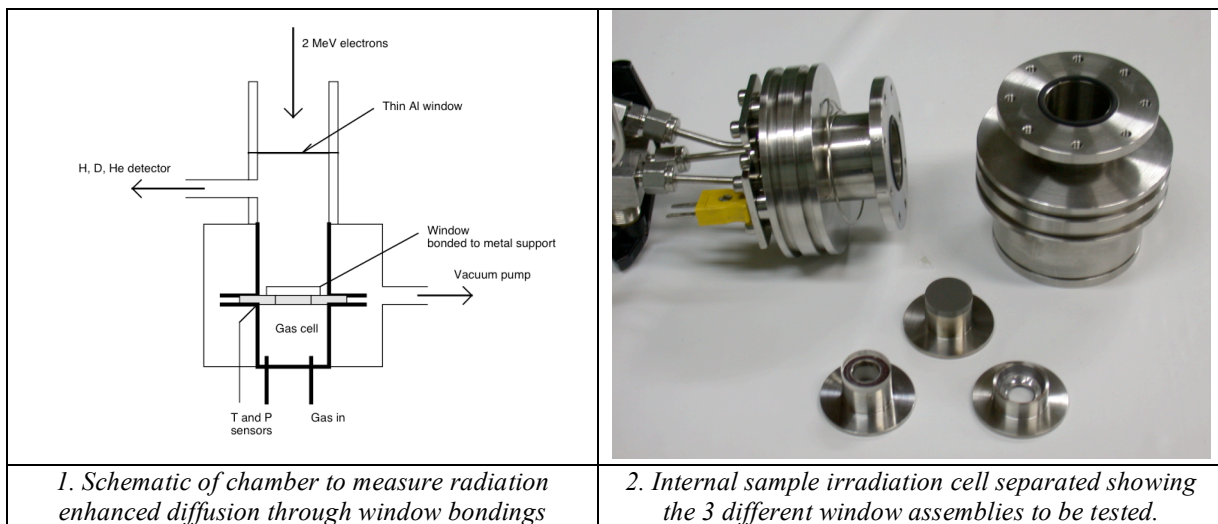 2 MeV electrons
Thin Al window
H, D, He detector
Window
bonded to metal support
Vacuum pump
Gas cell
T and P
sensors
Gas in
1. Schematic of chamber to measure radiation
enhanced diffusion through window bondings
2. Internal sample irradiation cell separated showing
the 3 different window assemblies to be tested.